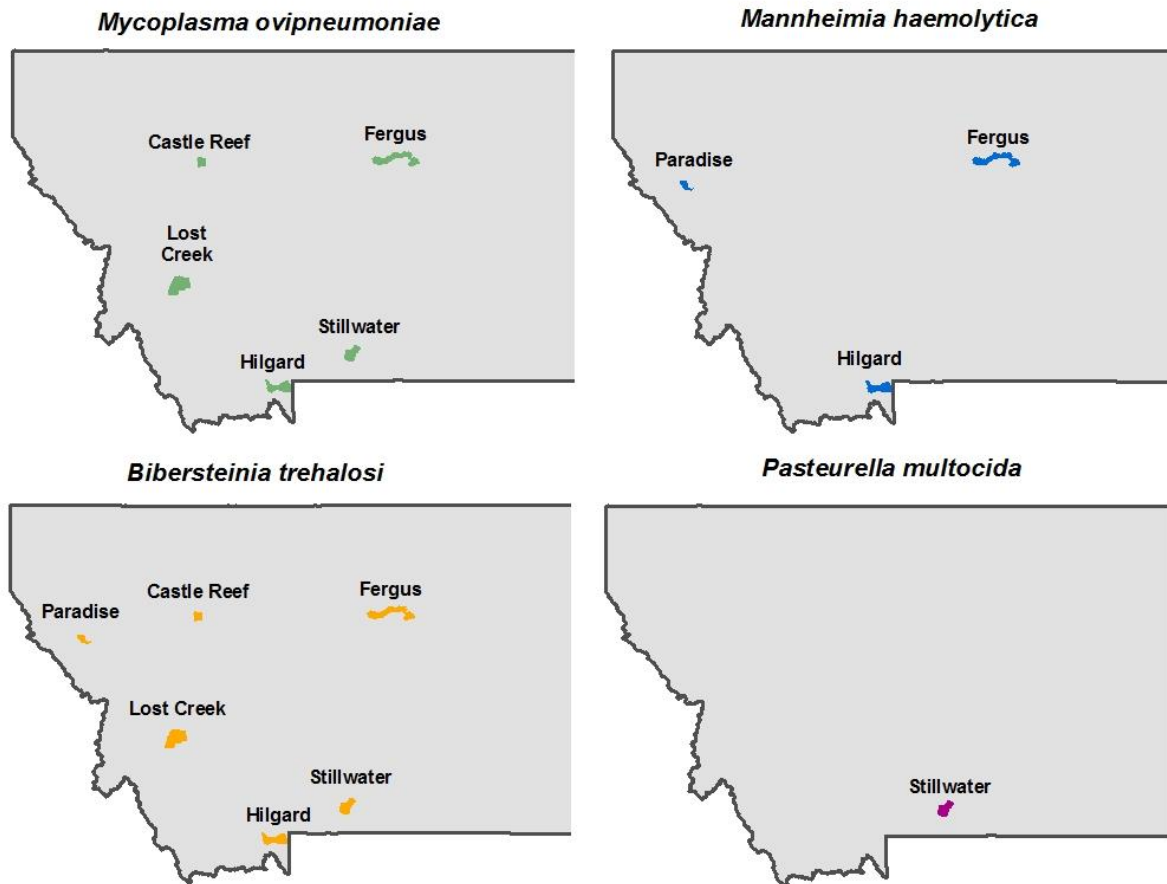 Mycoplasma ovipneumoniae
Castle Reef
Fergus
Lost
Creek
Stillwater
Hilgard
Mannheimia haemolytica
Paradise
Fergus
Hilgard
Bibersteinia trehalosi
Castle Reef
Fergus
Paradise
Lost Creek
Stillwater
Hilgard
Pasteurella multocida
Stillwater